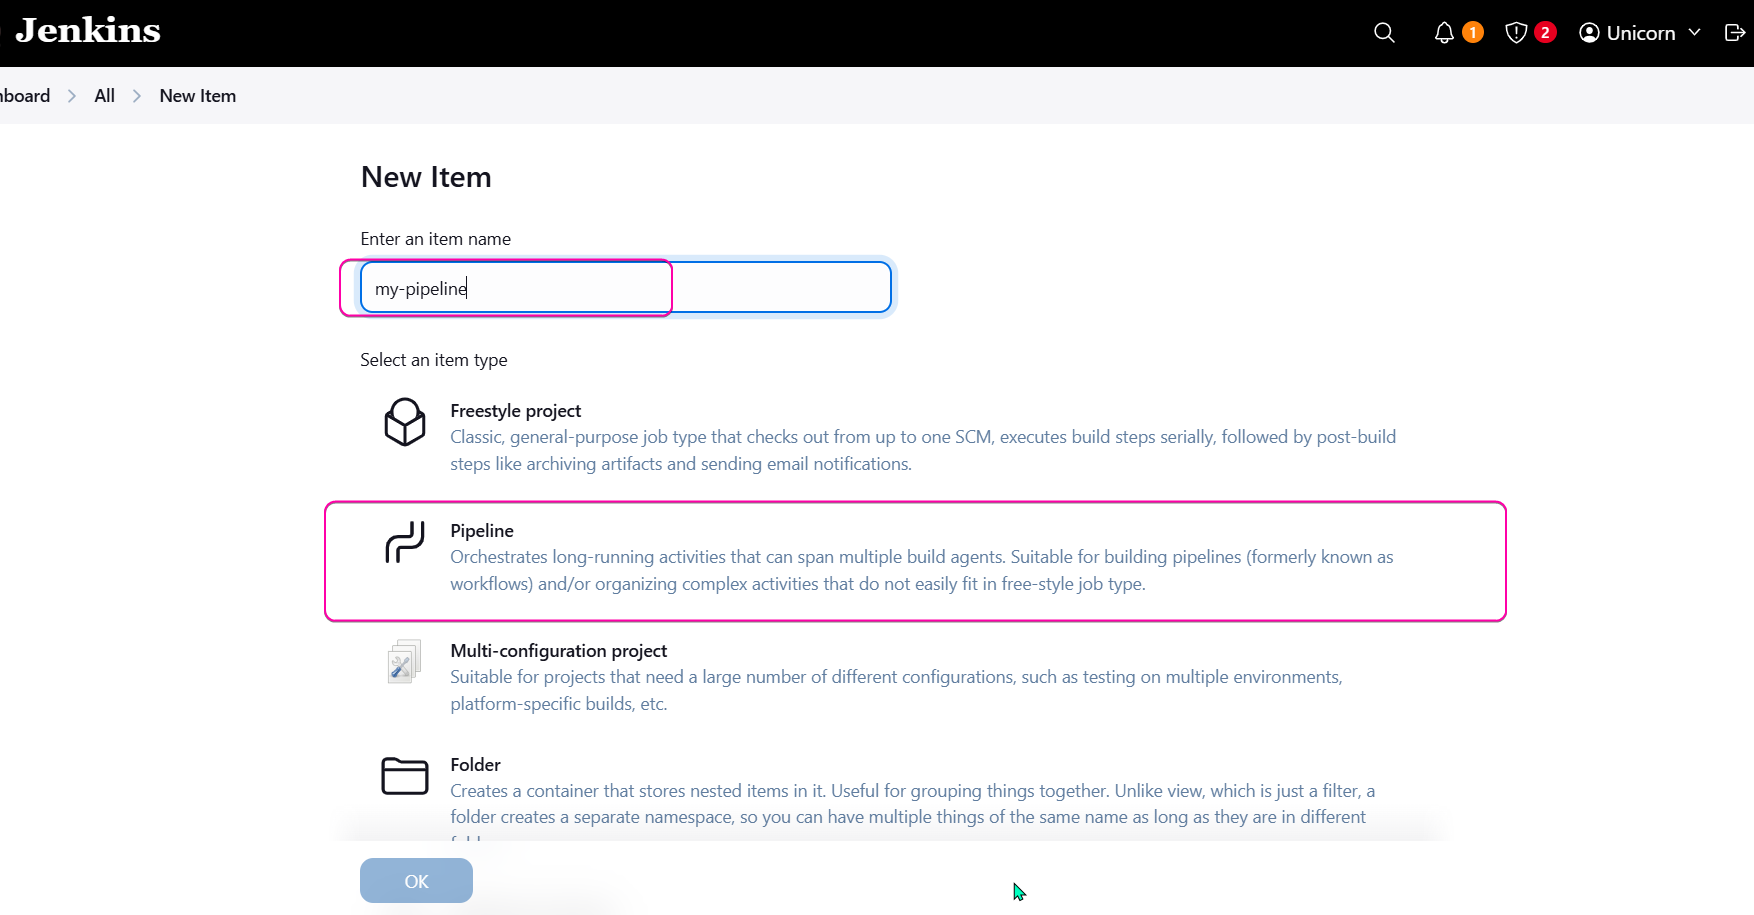 Jenkins
1
2
Unicorn
board
All
New Item
New Item
Enter an item name
my-pipeline
Select an item type
Freestyle project
Classic, general-purpose job type that checks out from up to one SCM, executes build steps serially, followed by post-build
steps like archiving artifacts and sending email notifications.
Pipeline
Orchestrates long-running activities that can span multiple build agents. Suitable for building pipelines (formerly known as
workflows) and/or organizing complex activities that do not easily fit in free-style job type.
Multi-configuration project
Suitable for projects that need a large number of different configurations, such as testing on multiple environments,
platform-specific builds, etc.
Folder
Creates a container that stores nested items in it. Useful for grouping things together. Unlike view, which is just a filter, a
folder creates a separate namespace, so you can have multiple things of the same name as long as they are in different
OK